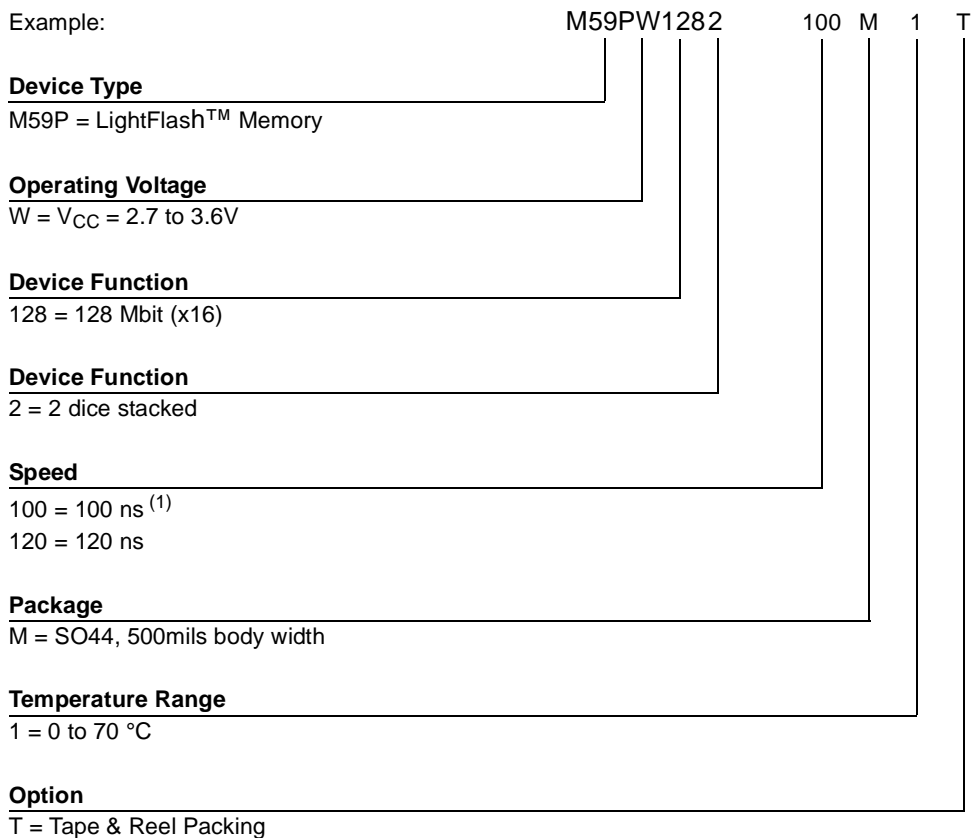 Example: M59PW1282 100 M 1 T
Device Type
M59P = LightFlash™ Memory
Operating Voltage
W = VCC = 2.7 to 3.6V
Device Function
128 = 128 Mbit (x16)
Device Function
2 = 2 dice stacked
Speed
100 = 100 ns (1)
120 = 120 ns
Package
M = SO44, 500mils body width
Temperature Range
1 = 0 to 70 °C
Option
T = Tape & Reel Packing